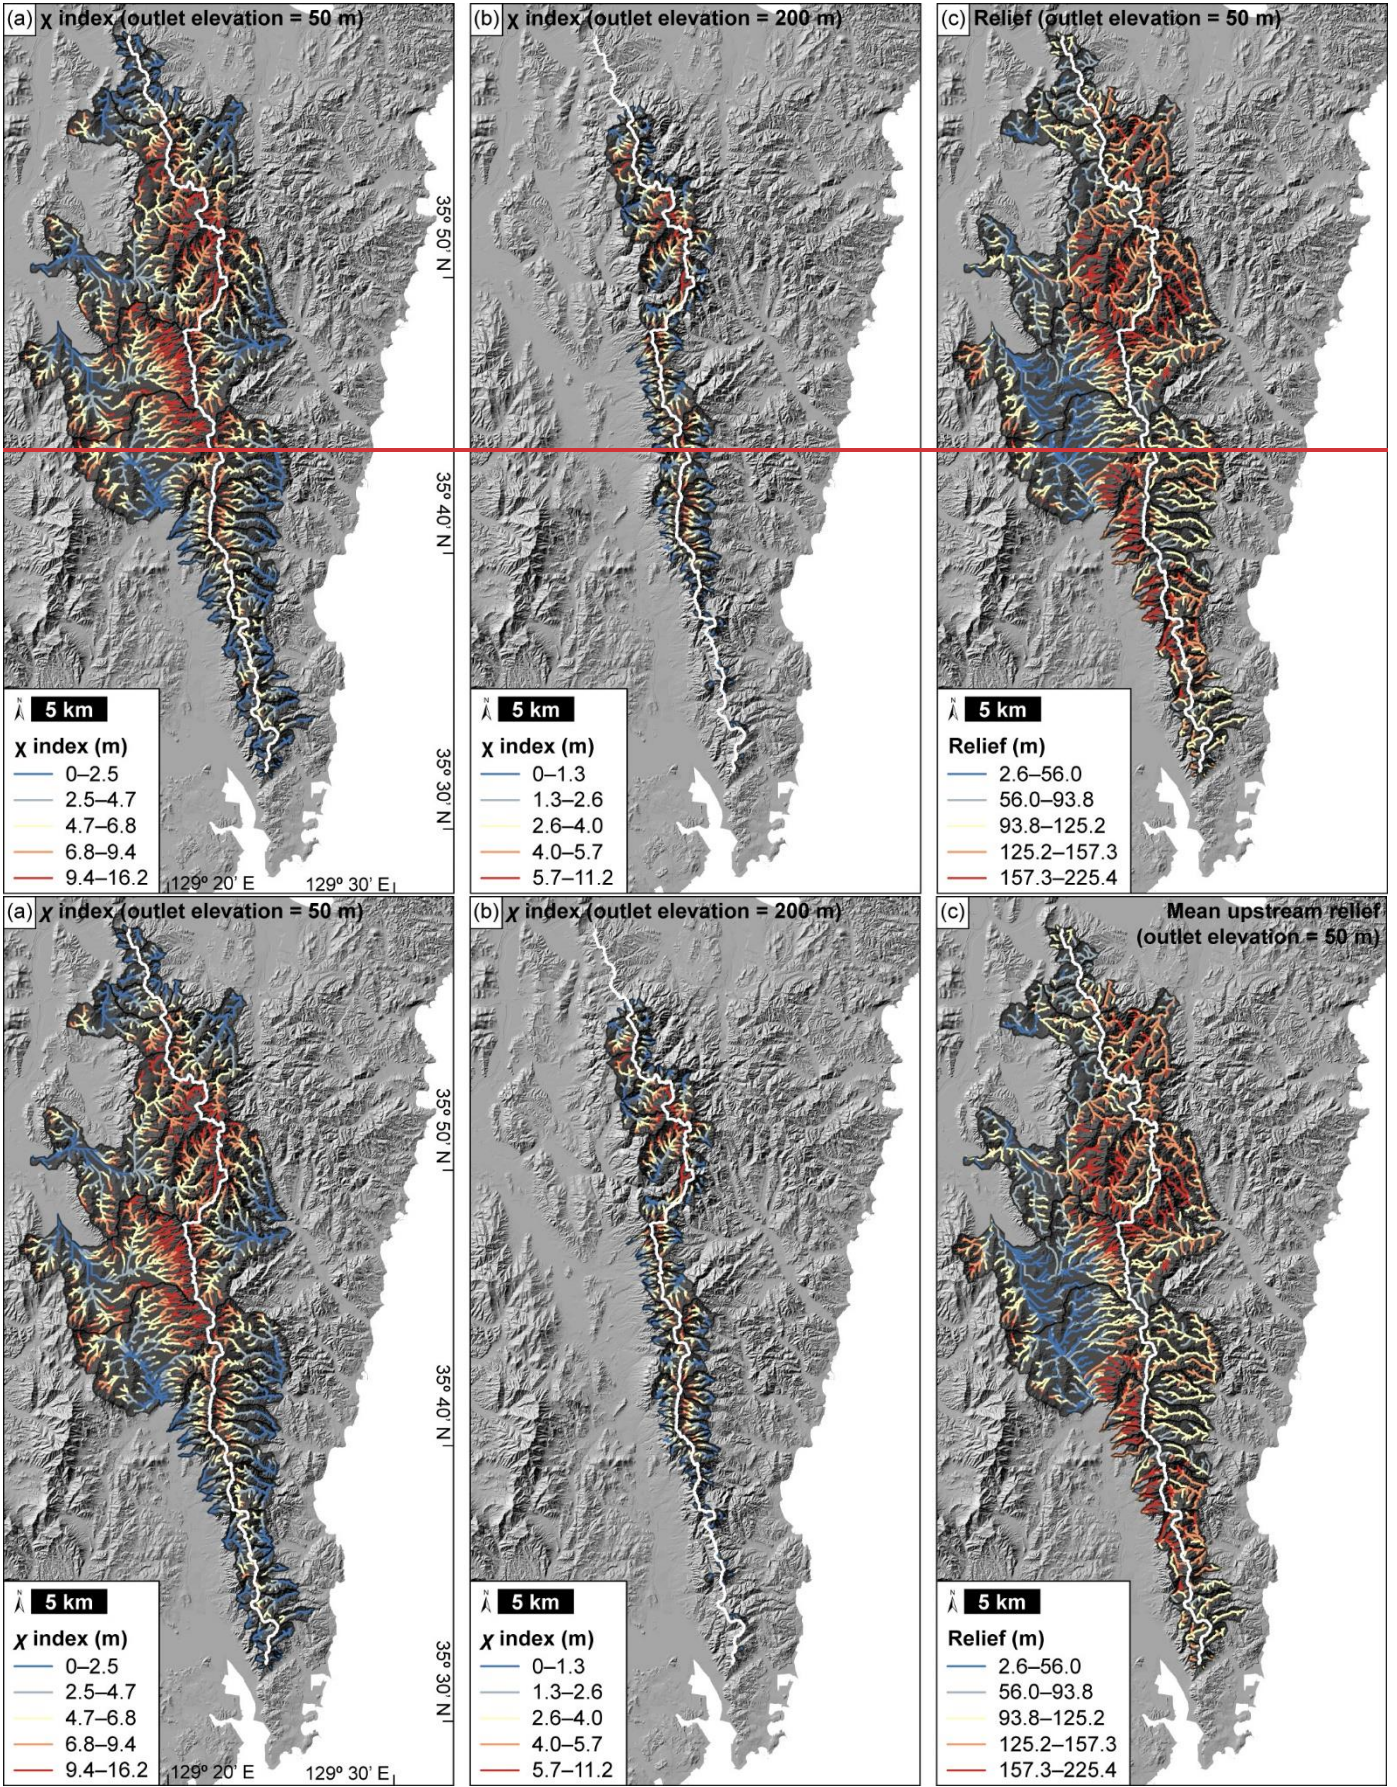 (a) χ index (outlet elevation = 50 m)
35° 50' N
35° 40' N
35° 30' N
N
5 km
χ index (m)
0–2.5
2.5–4.7
4.7–6.8
6.8–9.4
9.4–16.2
129° 20' E 129° 30' E
(b) χ index (outlet elevation = 200 m)
N
5 km
χ index (m)
0–1.3
1.3–2.6
2.6–4.0
4.0–5.7
5.7–11.2
(c) Relief (outlet elevation = 50 m)
N
5 km
Relief (m)
2.6–56.0
56.0–93.8
93.8–125.2
125.2–157.3
157.3–225.4
(a) χ index (outlet elevation = 50 m)
35° 50' N
35° 40' N
35° 30' N
N
5 km
χ index (m)
0–2.5
2.5–4.7
4.7–6.8
6.8–9.4
9.4–16.2
129° 20' E 129° 30' E
(b) χ index (outlet elevation = 200 m)
N
5 km
χ index (m)
0–1.3
1.3–2.6
2.6–4.0
4.0–5.7
5.7–11.2
(c) Mean upstream relief
(outlet elevation = 50 m)
N
5 km
Relief (m)
2.6–56.0
56.0–93.8
93.8–125.2
125.2–157.3
157.3–225.4